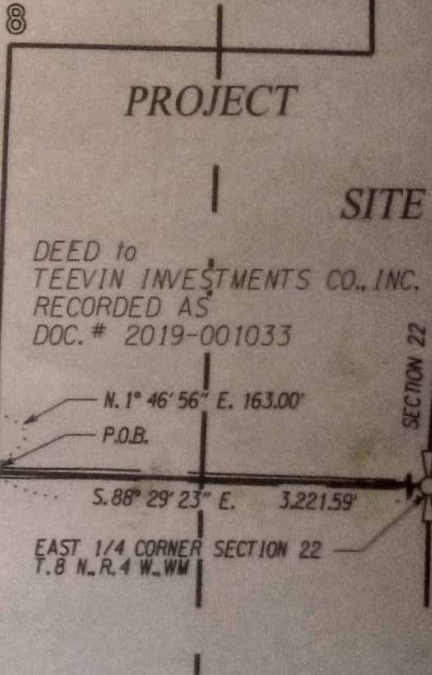 8
PROJECT
SITE
DEED to
TEEVIN INVESTMENTS CO., INC.
RECORDED AS
DOC. # 2019-001033
SECTION 22
N. 1° 46' 56" E. 163.00'
P.O.B.
S. 88° 29' 23" E. 3,221.59'
EAST 1/4 CORNER SECTION 22
T.8 N., R.4 W., WM